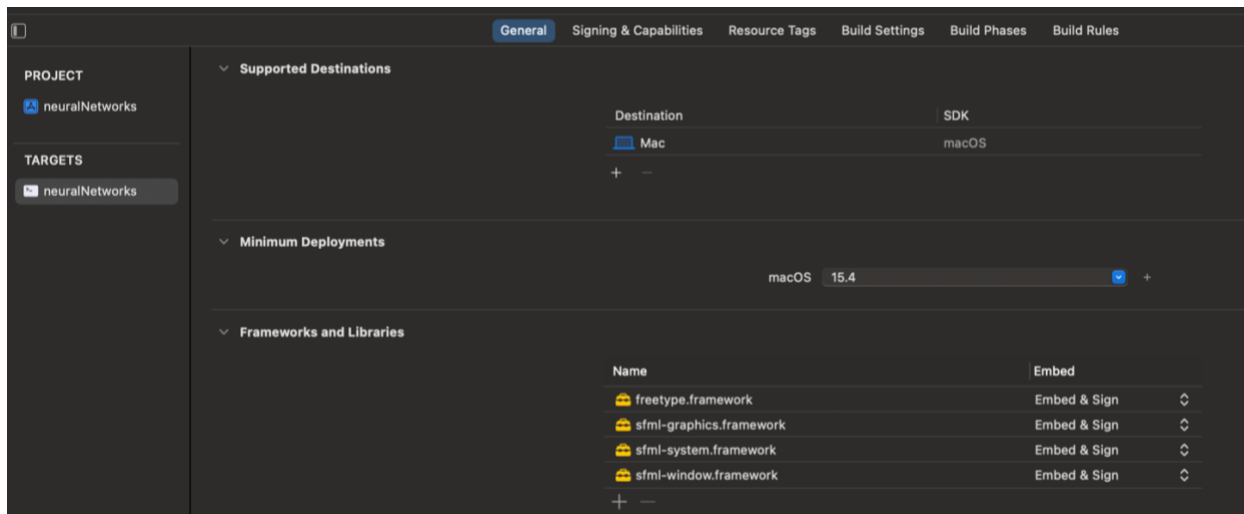 General Signing & Capabilities Resource Tags Build Settings Build Phases Build Rules
PROJECT
neuralNetworks
TARGETS
neuralNetworks
Supported Destinations
Destination SDK
Mac macOS
Minimum Deployments
macOS 15.4
Frameworks and Libraries
Name Embed
freetype.framework Embed & Sign
sfml-graphics.framework Embed & Sign
sfml-system.framework Embed & Sign
sfml-window.framework Embed & Sign